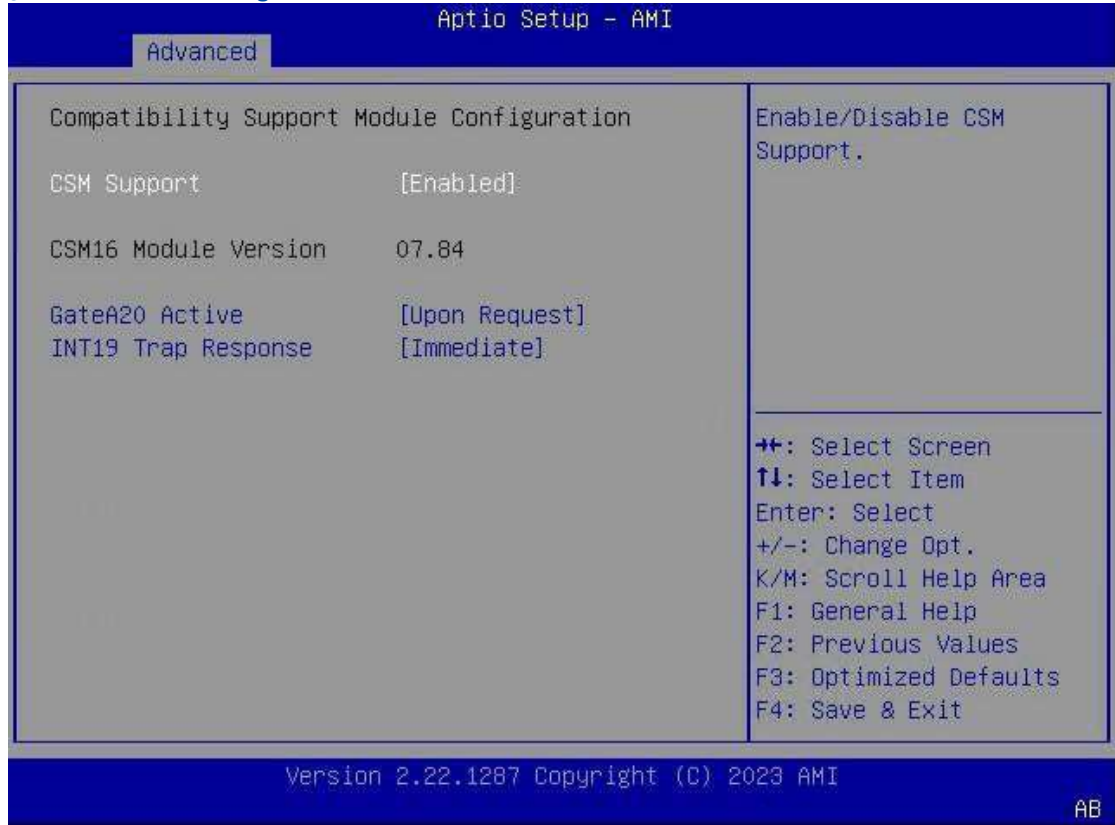 Aptio Setup – AMI
Advanced
Compatibility Support Module Configuration
CSM Support [Enabled]
CSM16 Module Version 07.84
GateA20 Active [Upon Request]
INT19 Trap Response [Immediate]
Enable/Disable CSM
Support.
→←: Select Screen
↑↓: Select Item
Enter: Select
+/-: Change Opt.
K/M: Scroll Help Area
F1: General Help
F2: Previous Values
F3: Optimized Defaults
F4: Save & Exit
Version 2.22.1287 Copyright (C) 2023 AMI
AB